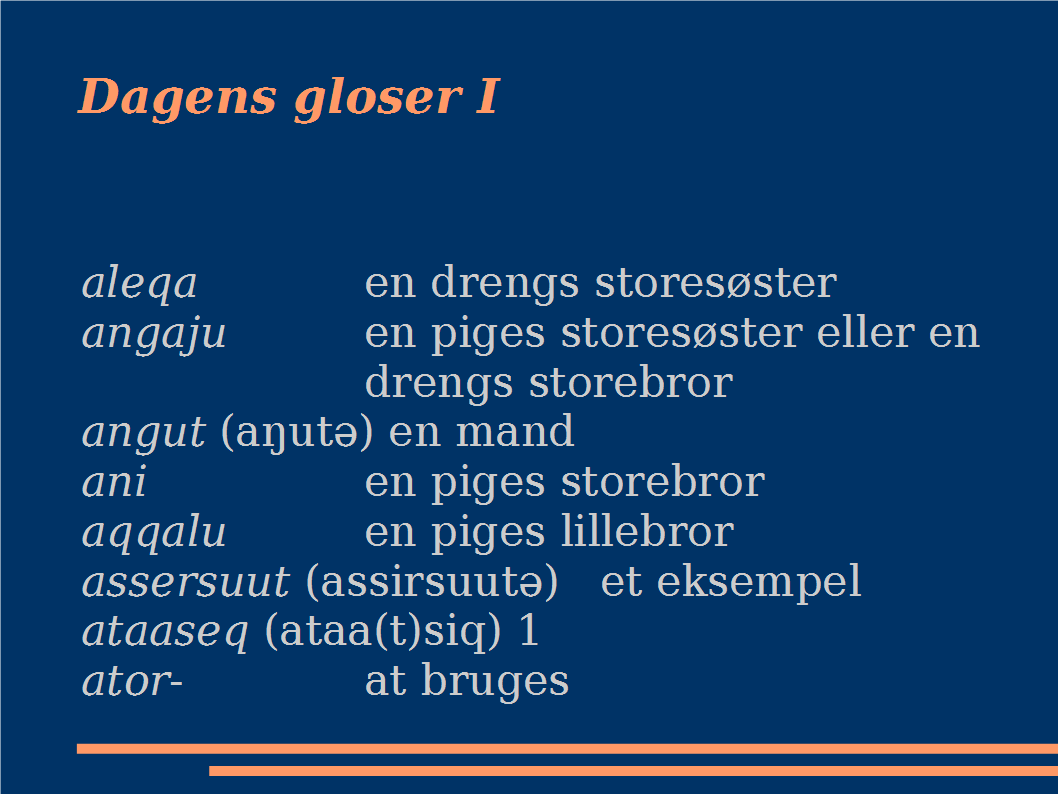 Dagens gloser I
aleqa en drengs storesøster
angaju en piges storesøster eller en
drengs storebror
angut (aŋutə) en mand
ani en piges storebror
aqqalu en piges lillebror
assersuut (assirsuutə) et eksempel
ataaseq (ataa(t)siq) 1
ator- at bruges